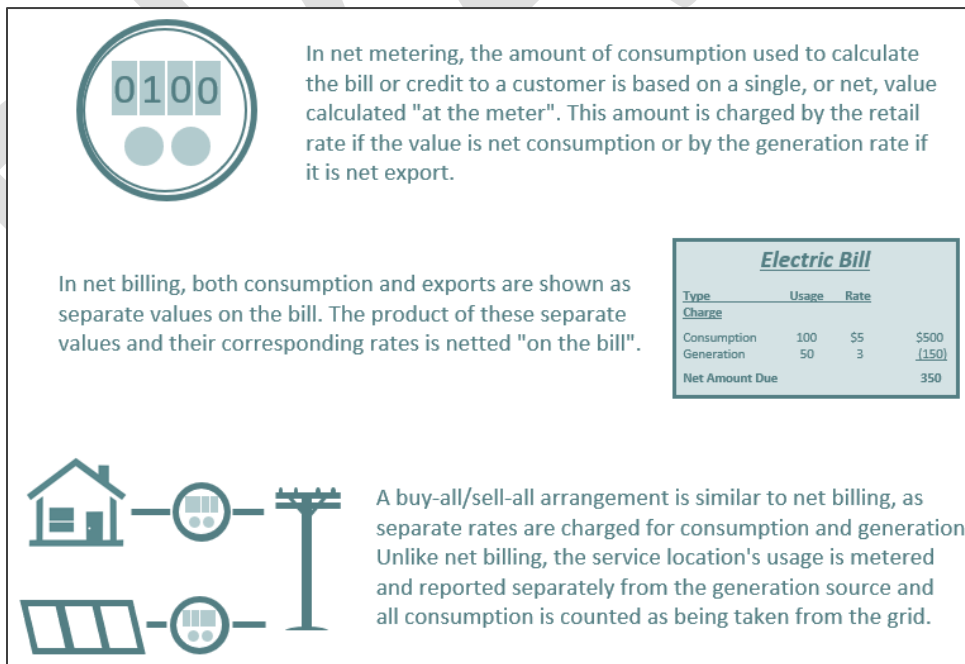 0100
In net metering, the amount of consumption used to calculate
the bill or credit to a customer is based on a single, or net, value
calculated "at the meter". This amount is charged by the retail
rate if the value is net consumption or by the generation rate if
it is net export.
In net billing, both consumption and exports are shown as
separate values on the bill. The product of these separate
values and their corresponding rates is netted "on the bill".
Electric Bill
Type Usage Rate
Charge
Consumption 100 $5 $500
Generation 50 3 (150)
Net Amount Due 350
A buy-all/sell-all arrangement is similar to net billing, as
separate rates are charged for consumption and generation
Unlike net billing, the service location's usage is metered
and reported separately from the generation source and
all consumption is counted as being taken from the grid.